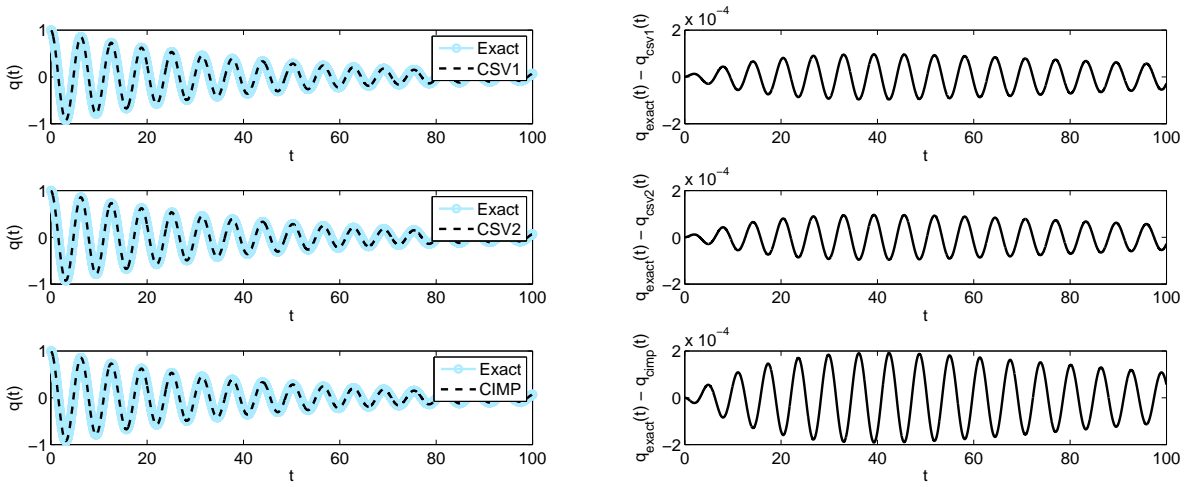 1
0
−1
q(t)
0 20 40 60 80 100
t
Exact
CSV1
x 10^−4
2
0
−2
q_exact(t) − q_csv1(t)
0 20 40 60 80 100
t
1
0
−1
q(t)
0 20 40 60 80 100
t
Exact
CSV2
x 10^−4
2
0
−2
q_exact(t) − q_csv2(t)
0 20 40 60 80 100
t
1
0
−1
q(t)
0 20 40 60 80 100
t
Exact
CIMP
x 10^−4
2
0
−2
q_exact(t) − q_cimp(t)
0 20 40 60 80 100
t